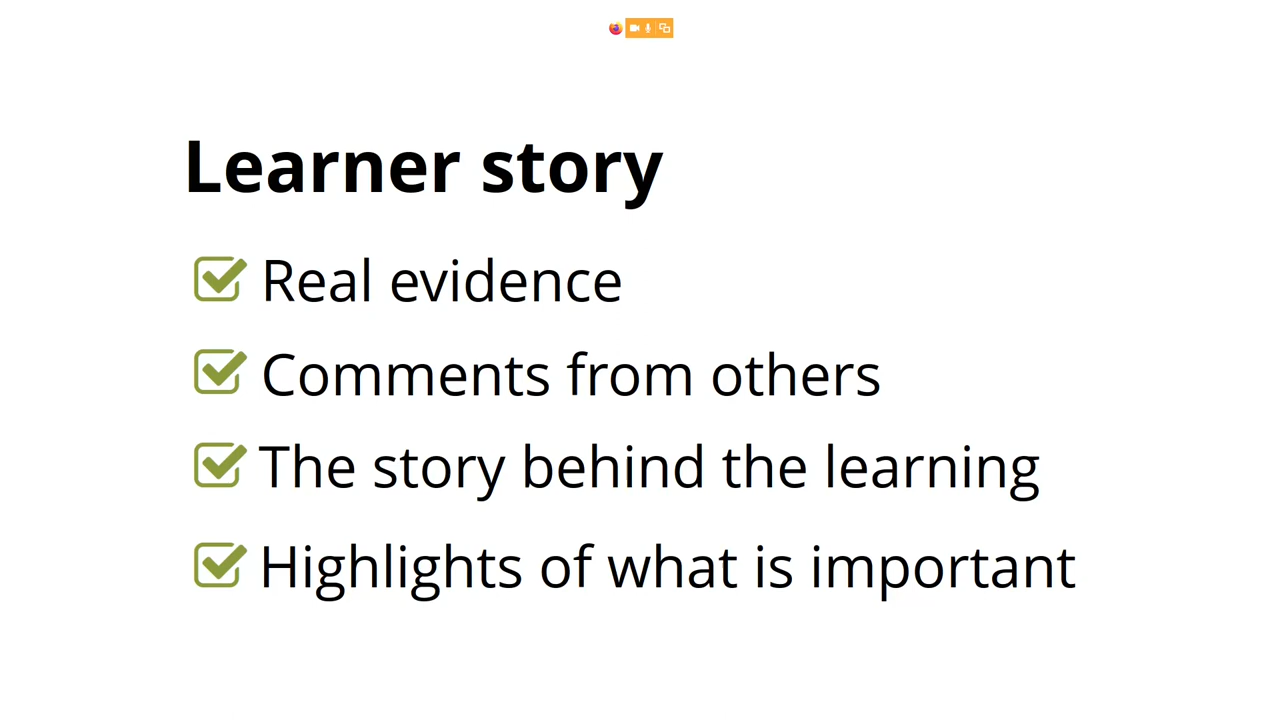 Learner story
Real evidence
Comments from others
The story behind the learning
Highlights of what is important